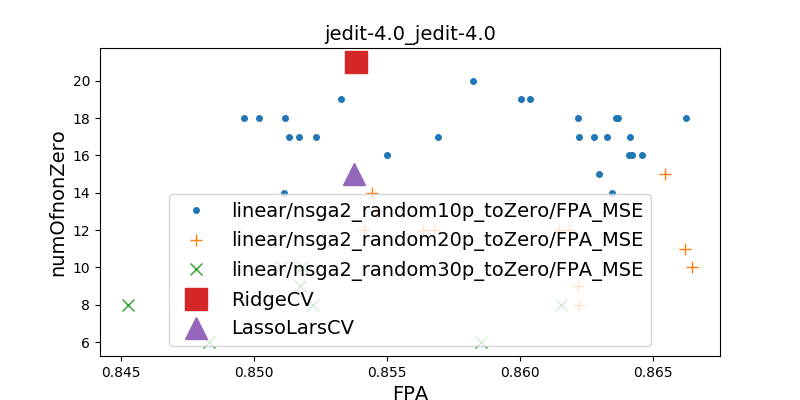 jedit-4.0_jedit-4.0
numOfnonZero
20
18
16
14
12
10
8
6
linear/nsga2_random10p_toZero/FPA_MSE
linear/nsga2_random20p_toZero/FPA_MSE
linear/nsga2_random30p_toZero/FPA_MSE
RidgeCV
LassoLarsCV
0.845 0.850 0.855 0.860 0.865
FPA